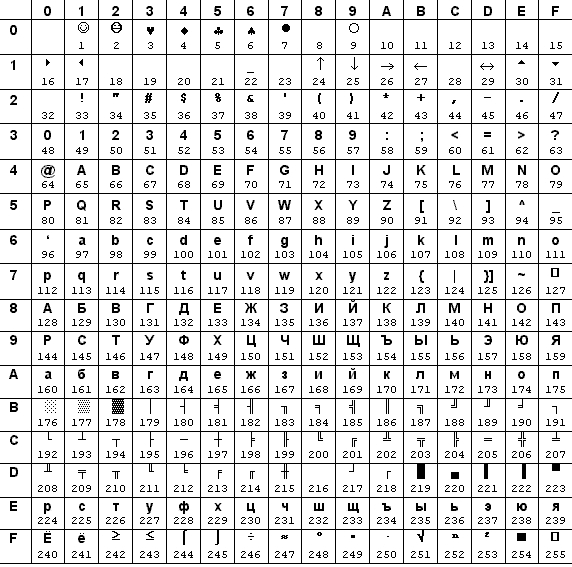 0 1 2 3 4 5 6 7 8 9 A B C D E F
0 ☺ ☻ ♥ ♦ ♣ ♠ ● ○
1 2 3 4 5 6 7 8 9 10 11 12 13 14 15
1 ‣ ◂ _ ↑ ↓ → ← ↔ ▲ ▼
16 17 18 19 20 21 22 23 24 25 26 27 28 29 30 31
2 ! " # $ % & ' ( ) * + , - . /
32 33 34 35 36 37 38 39 40 41 42 43 44 45 46 47
3 0 1 2 3 4 5 6 7 8 9 : ; < = > ?
48 49 50 51 52 53 54 55 56 57 58 59 60 61 62 63
4 @ A B C D E F G H I J K L M N O
64 65 66 67 68 69 70 71 72 73 74 75 76 77 78 79
5 P Q R S T U V W X Y Z [ \ ] ^ _
80 81 82 83 84 85 86 87 88 89 90 91 92 93 94 95
6 ‘ a b c d e f g h i j k l m n o
96 97 98 99 100 101 102 103 104 105 106 107 108 109 110 111
7 p q r s t u v w x y z { | }] ~ ▯
112 113 114 115 116 117 118 119 120 121 122 123 124 125 126 127
8 А Б В Г Д Е Ж З И Й К Л М Н О П
128 129 130 131 132 133 134 135 136 137 138 139 140 141 142 143
9 Р С Т У Ф Х Ц Ч Ш Щ Ъ Ы Ь Э Ю Я
144 145 146 147 148 149 150 151 152 153 154 155 156 157 158 159
A а б в г д е ж з и й к л м н о п
160 161 162 163 164 165 166 167 168 169 170 171 172 173 174 175
B ░ ▒ ▓ │ ┤ ╡ ╢ ╖ ╕ ╣ ║ ╗ ╝ ╜ ╛ ┐
176 177 178 179 180 181 182 183 184 185 186 187 188 189 190 191
C └ ┴ ┬ ├ ─ ┼ ╞ ╟ ╚ ╔ ╩ ╦ ╠ ═ ╬ ╧
192 193 194 195 196 197 198 199 200 201 202 203 204 205 206 207
D ╨ ╤ ╥ ╙ ╘ ╒ ╓ ╫ ┘ ┌ █ ▄ ▌ ▐ ▀
208 209 210 211 212 213 214 215 216 217 218 219 220 221 222 223
E р с т у ф х ц ч ш щ ъ ы ь э ю я
224 225 226 227 228 229 230 231 232 233 234 235 236 237 238 239
F Ё ё ≥ ≤ ⌠ ⌡ ÷ ≈ ° ▪ · √ ⁿ ² ■ ▯
240 241 242 243 244 245 246 247 248 249 250 251 252 253 254 255